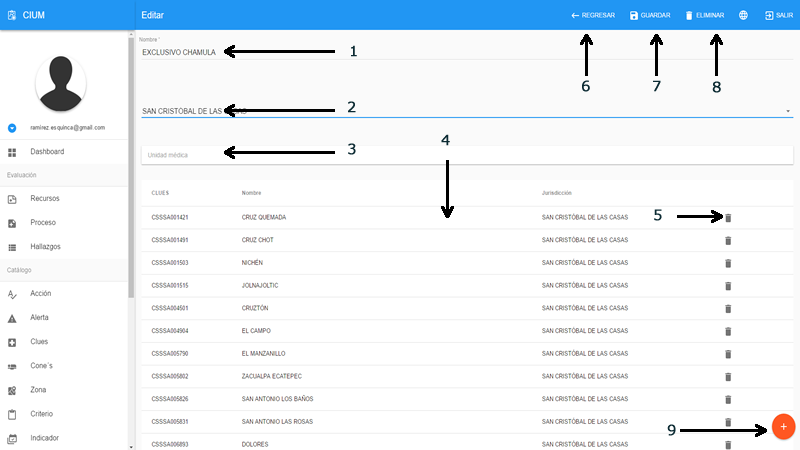 CIUM
Editar
REGRESAR
GUARDAR
ELIMINAR
SALIR
ramirez.esquinca@gmail.com
Dashboard
Evaluación
Recursos
Proceso
Hallazgos
Catálogo
Acción
Alerta
Clues
Cone´s
Zona
Criterio
Indicador
Nombre *
EXCLUSIVO CHAMULA
1
6
7
8
SAN CRISTÓBAL DE LAS CASAS
2
Unidad médica
3
4
CLUES Nombre Jurisdicción
CSSSA001421 CRUZ QUEMADA SAN CRISTÓBAL DE LAS CASAS
5
CSSSA001491 CRUZ CHOT SAN CRISTÓBAL DE LAS CASAS
CSSSA001503 NICHÉN SAN CRISTÓBAL DE LAS CASAS
CSSSA001515 JOLNAJOLTIC SAN CRISTÓBAL DE LAS CASAS
CSSSA004501 CRUZTÓN SAN CRISTÓBAL DE LAS CASAS
CSSSA004904 EL CAMPO SAN CRISTÓBAL DE LAS CASAS
CSSSA005790 EL MANZANILLO SAN CRISTÓBAL DE LAS CASAS
CSSSA005802 ZACUALPA ECATEPEC SAN CRISTÓBAL DE LAS CASAS
CSSSA005826 SAN ANTONIO LOS BAÑOS SAN CRISTÓBAL DE LAS CASAS
CSSSA005831 SAN ANTONIO LAS ROSAS SAN CRISTÓBAL DE LAS CASAS
9
+
CSSSA006893 DOLORES SAN CRISTÓBAL DE LAS CASAS